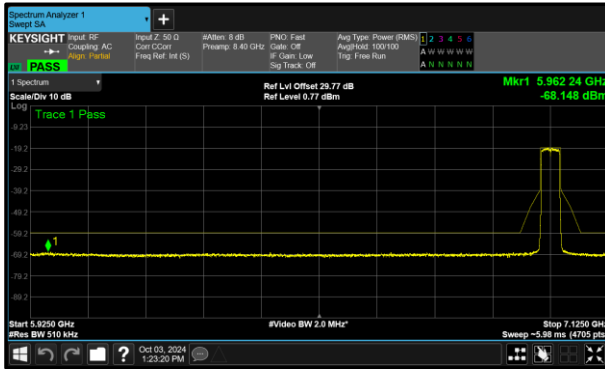 Spectrum Analyzer 1
Swept SA
KEYSIGHT Input: RF Input Z: 50 Ω #Atten: 8 dB PNO: Fast Avg Type: Power (RMS) 1 2 3 4 5 6
Coupling: AC Corr CCorr Preamp: 8.40 GHz Gate: Off Avg|Hold: 100/100 A W W W W W
Align: Partial Freq Ref: Int (S) IF Gain: Low Trig: Free Run
PASS Sig Track: Off A N N N N N
1 Spectrum Ref Lvl Offset 29.77 dB Mkr1 5.962 24 GHz
Scale/Div 10 dB Ref Level 0.77 dBm -68.148 dBm
Log
Trace 1 Pass
-9.23
-19.2
-29.2
-39.2
-49.2
-59.2
1
-69.2
-79.2
-89.2
Start 5.9250 GHz #Video BW 2.0 MHz* Stop 7.1250 GHz
#Res BW 510 kHz Sweep ~5.98 ms (4705 pts)
? Oct 03, 2024
1:23:20 PM